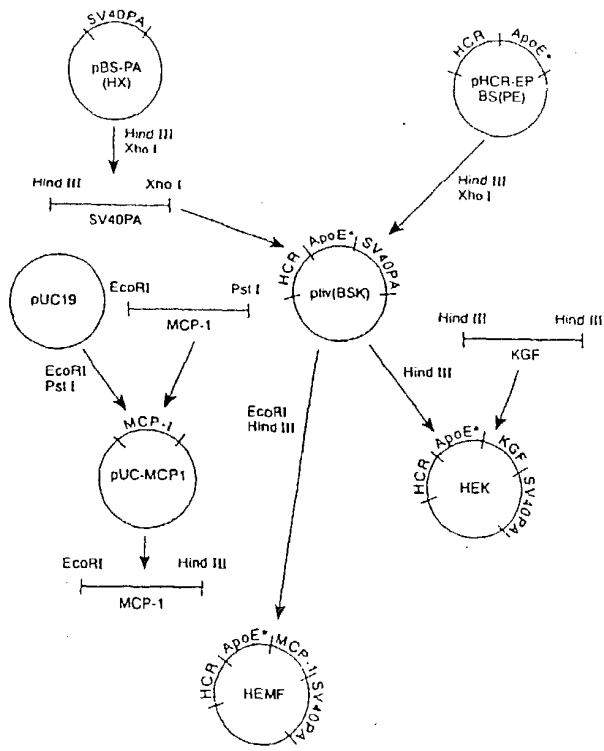 SV40PA
pBS-PA
(HX)
HCR
ApoE*
pHCR-EP
BS(PE)
Hind III
Xho I
Hind III
Xho I
SV40PA
Hind III
Xho I
HCR
ApoE*
SV40PA
pliv(BSK)
pUC19
EcoRI
Pst I
MCP-1
EcoRI
Pst I
MCP-1
pUC-MCP1
EcoRI
Hind III
MCP-1
EcoRI
Hind III
Hind III
Hind III
Hind III
KGF
HCR
ApoE*
KGF
SV40PA
HEK
HCR
ApoE*
MCP-1
SV40PA
HEMF